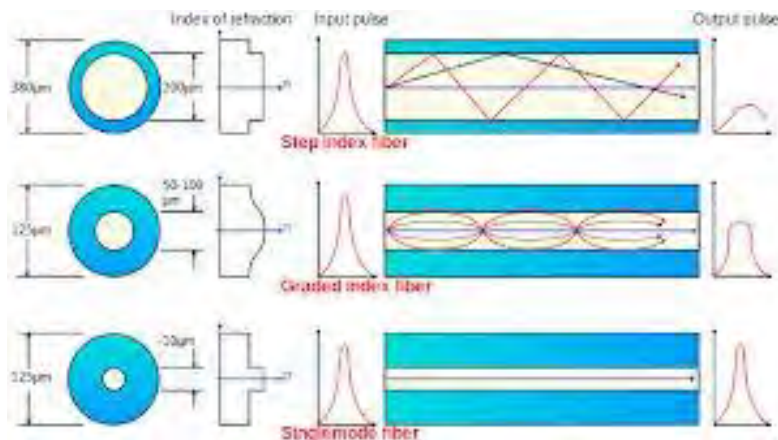 Index of refraction
Input pulse
Output pulse
380µm
200µm
n
Step index fiber
125µm
50-100
µm
n
Graded index fiber
125µm
~10µm
n
Singlemode fiber